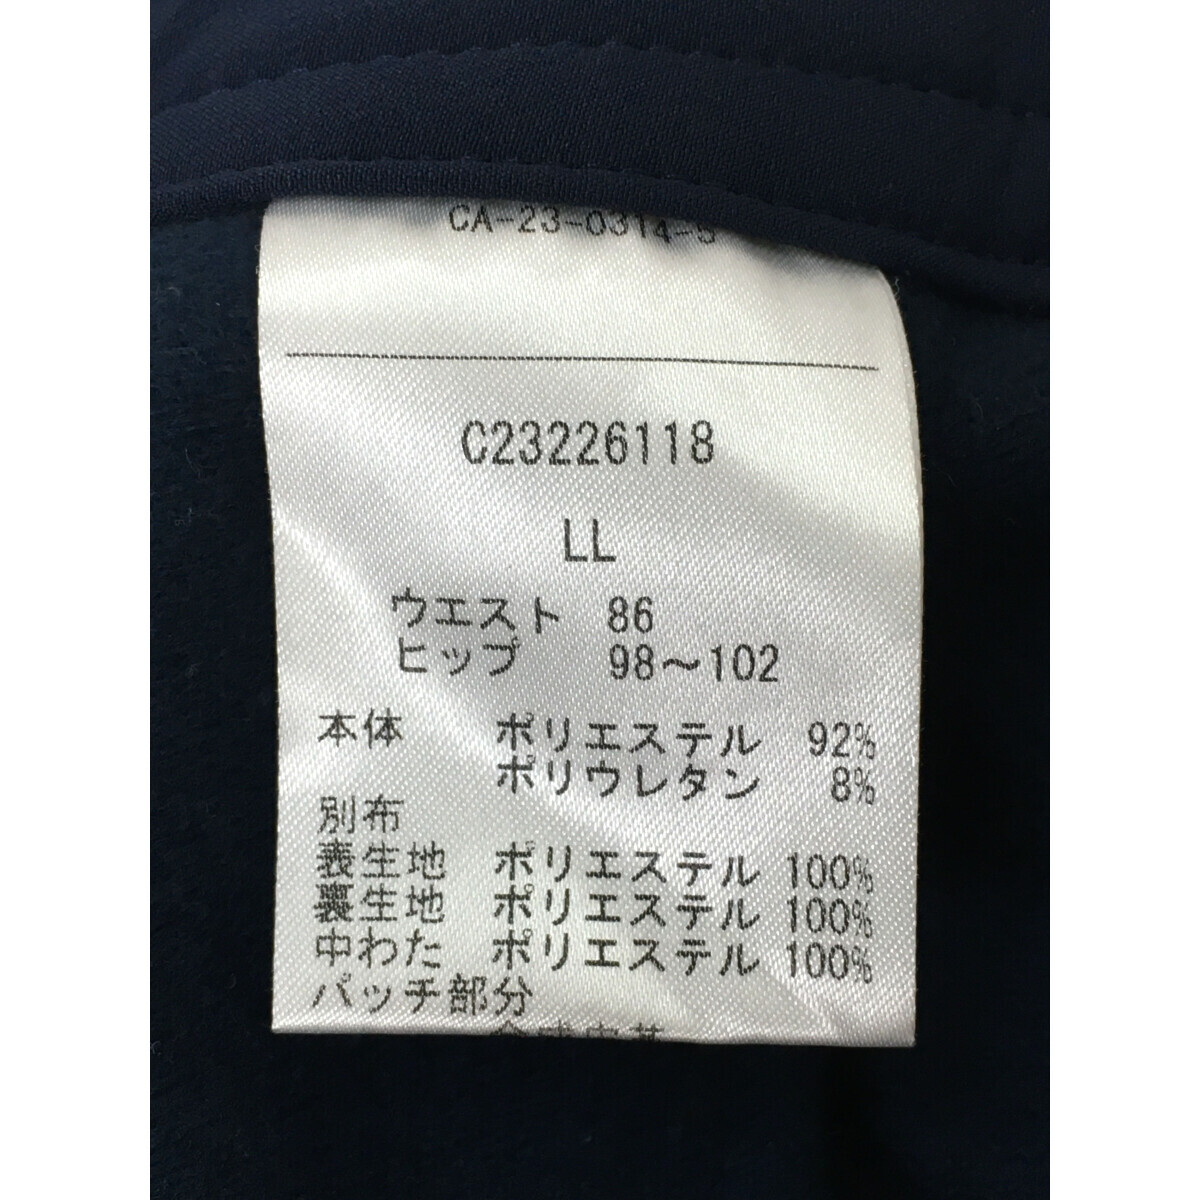 CA-23-0314-5
C23226118
LL
ウエスト 86
ヒップ 98～102
本体 ポリエステル 92%
ポリウレタン 8%
別布
表生地 ポリエステル 100%
裏生地 ポリエステル 100%
中わた ポリエステル 100%
パッチ部分